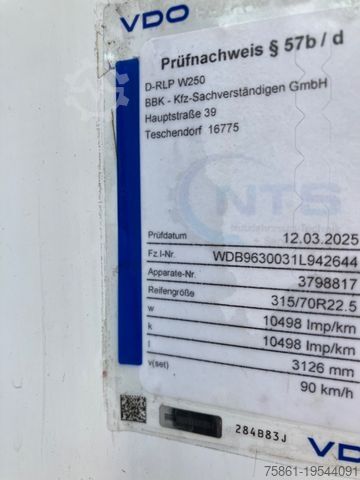 VDO
Prüfnachweis § 57b / d
D-RLP W250
BBK - Kfz-Sachverständigen GmbH
Hauptstraße 39
Teschendorf 16775
NTS
Prüfdatum 12.03.2025
Fz.I-Nr. WDB9630031L942644
Apparate-Nr. 3798817
Reifengröße 315/70R22.5
w 10498 Imp/km
k 10498 Imp/km
l 3126 mm
v(set) 90 km/h
284B83J
VDO
75861-19544091